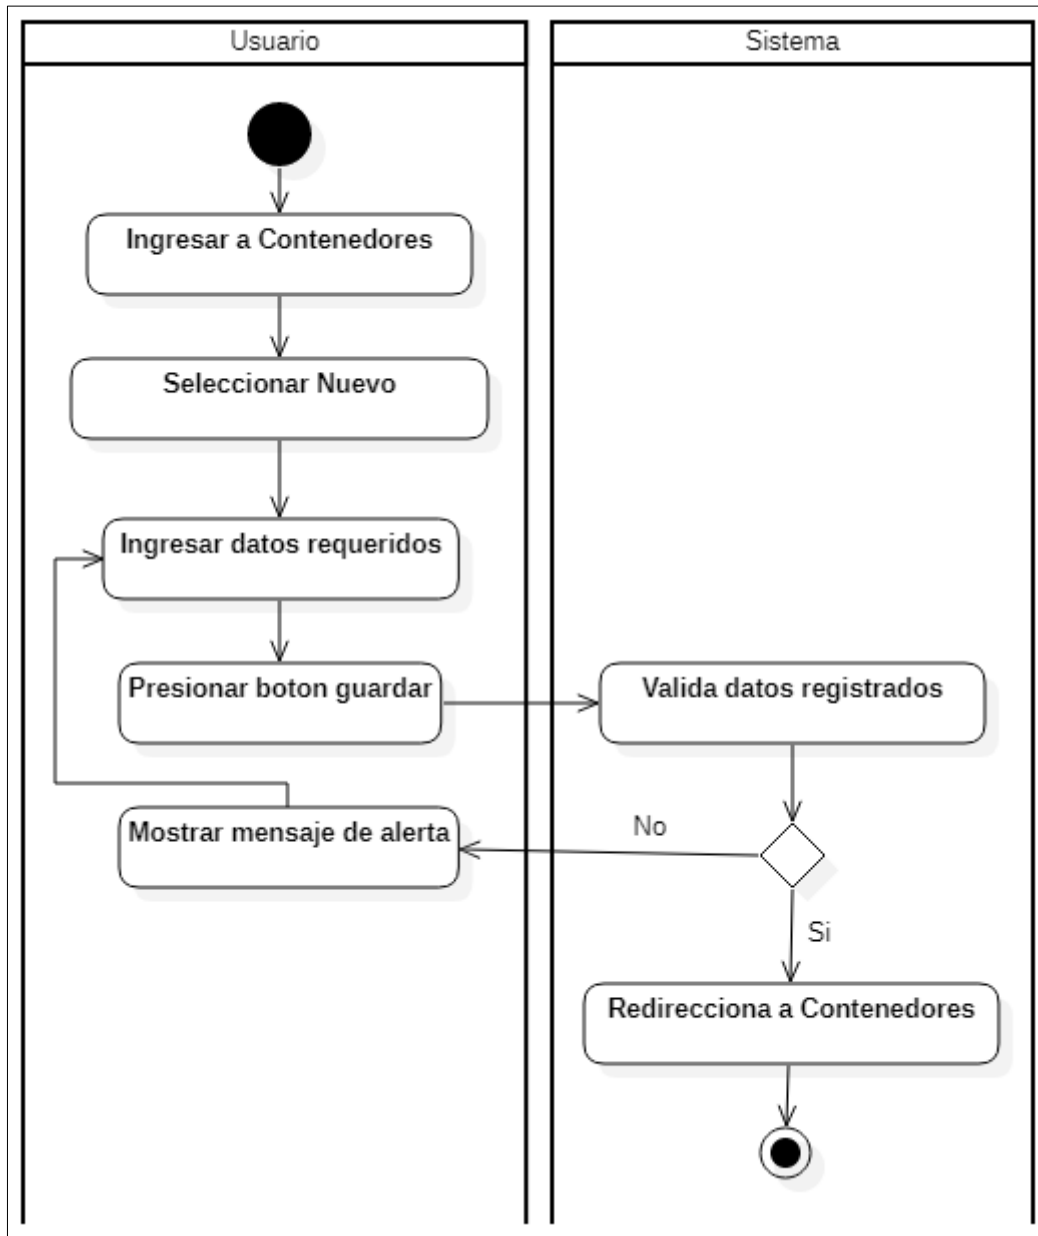 Usuario
Sistema
Ingresar a Contenedores
Seleccionar Nuevo
Ingresar datos requeridos
Presionar boton guardar
Valida datos registrados
No
Mostrar mensaje de alerta
Si
Redirecciona a Contenedores